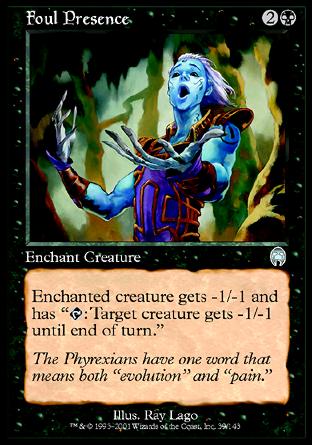 Foul Presence 2
Enchant Creature
Enchanted creature gets -1/-1 and
has “ : Target creature gets -1/-1
until end of turn.”
The Phyrexians have one word that
means both “evolution” and “pain.”
Illus. Ray Lago
™ & © 1993-2001 Wizards of the Coast, Inc. 39/143